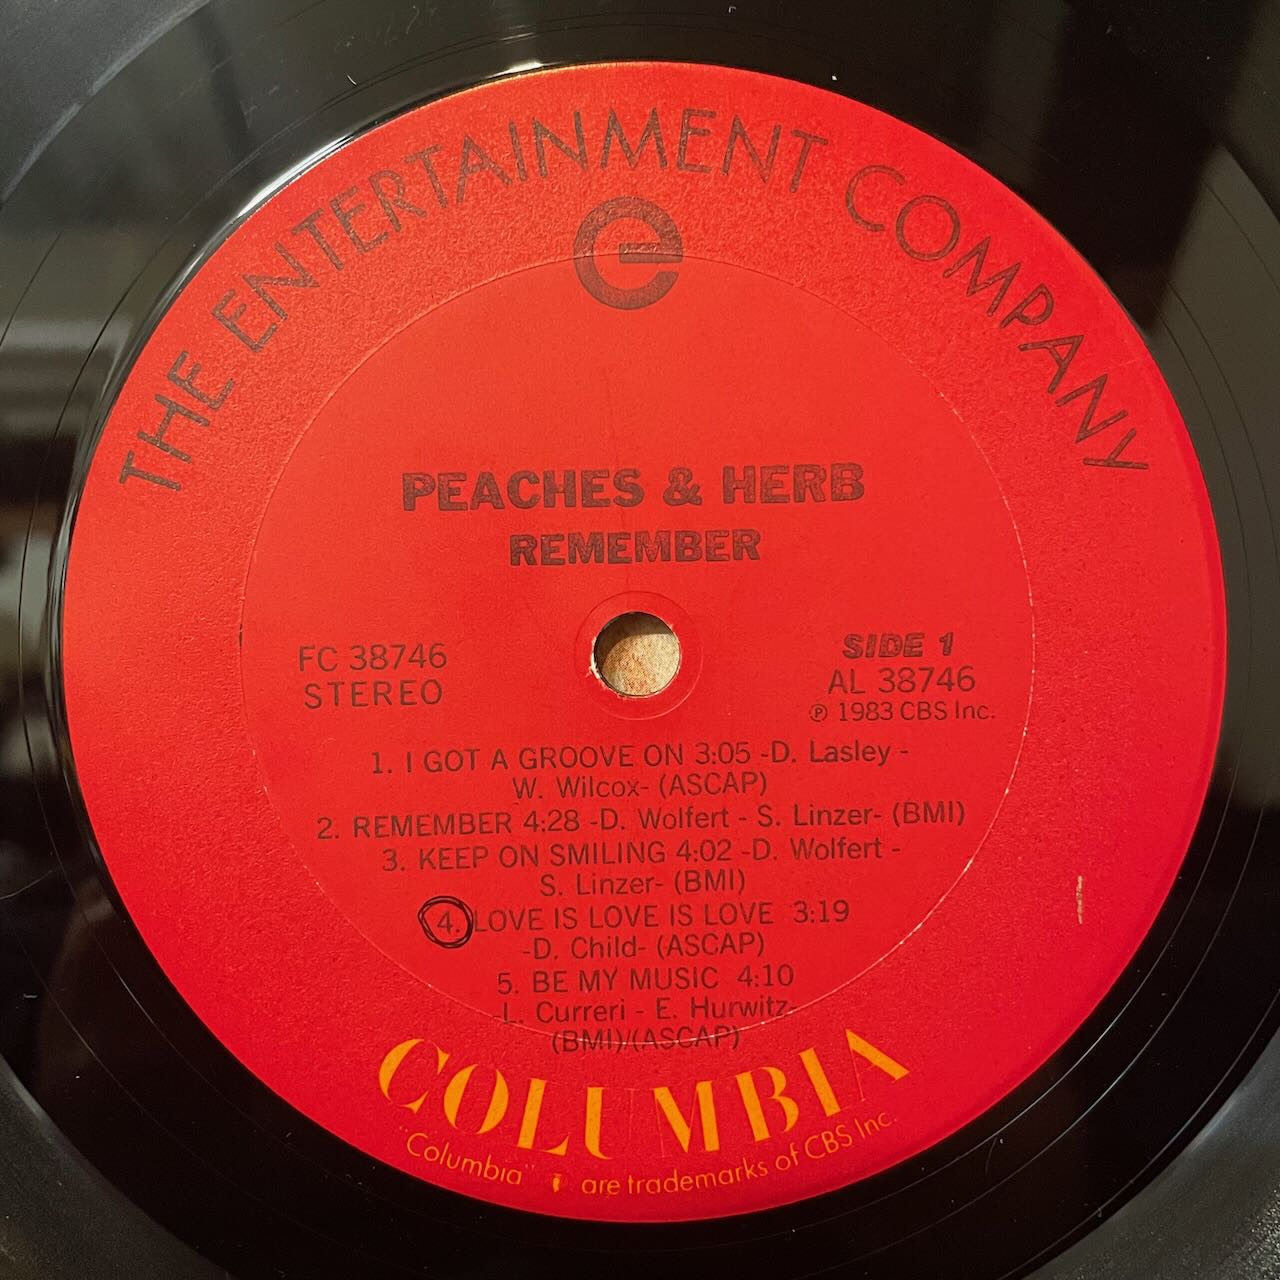 THE ENTERTAINMENT COMPANY
e
PEACHES & HERB
REMEMBER
FC 38746
STEREO
SIDE 1
AL 38746
℗ 1983 CBS Inc.
1. I GOT A GROOVE ON 3:05 -D. Lasley -
W. Wilcox- (ASCAP)
2. REMEMBER 4:28 -D. Wolfert - S. Linzer- (BMI)
3. KEEP ON SMILING 4:02 -D. Wolfert -
S. Linzer- (BMI)
4. LOVE IS LOVE IS LOVE 3:19
-D. Child- (ASCAP)
5. BE MY MUSIC 4:10
-L. Curreri - E. Hurwitz-
(BMI)/(ASCAP)
COLUMBIA
"Columbia" are trademarks of CBS Inc.